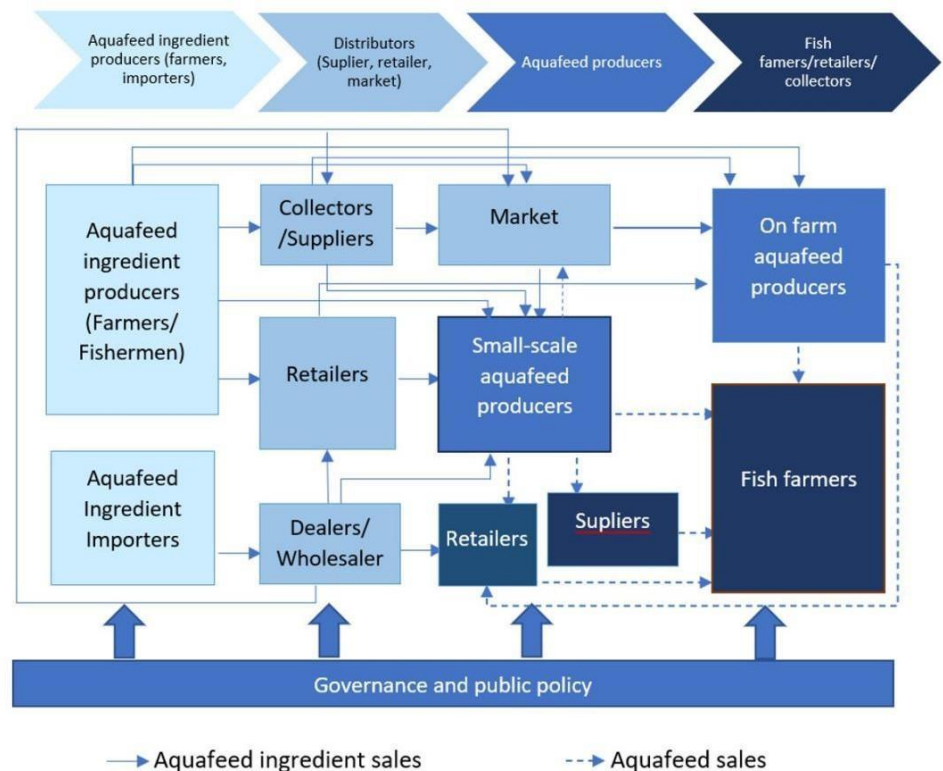 Aquafeed ingredient
producers (farmers,
importers)
Distributors
(Suplier, retailer,
market)
Aquafeed producers
Fish
famers/retailers/
collectors
Aquafeed
ingredient
producers
(Farmers/
Fishermen)
Collectors
/Suppliers
Market
On farm
aquafeed
producers
Retailers
Small-scale
aquafeed
producers
Aquafeed
Ingredient
Importers
Dealers/
Wholesaler
Retailers
Supliers
Fish farmers
Governance and public policy
Aquafeed ingredient sales
Aquafeed sales